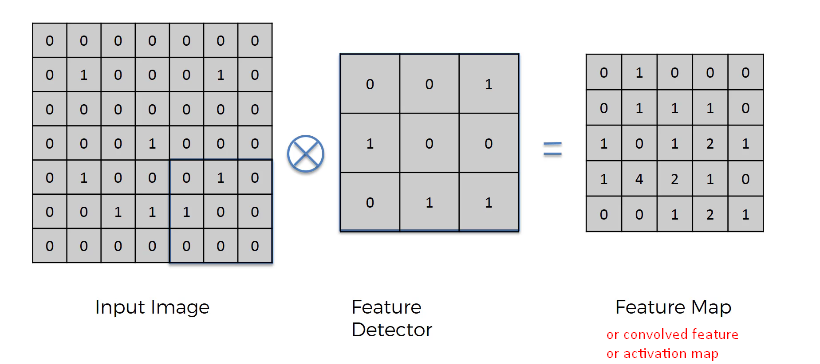 0 0 0 0 0 0 0
0 1 0 0 0 1 0
0 0 0 0 0 0 0
0 0 0 1 0 0 0
0 1 0 0 0 1 0
0 0 1 1 1 0 0
0 0 0 0 0 0 0
0 0 1
1 0 0
0 1 1
=
0 1 0 0 0
0 1 1 1 0
1 0 1 2 1
1 4 2 1 0
0 0 1 2 1
Input Image
Feature
Detector
Feature Map
or convolved feature
or activation map